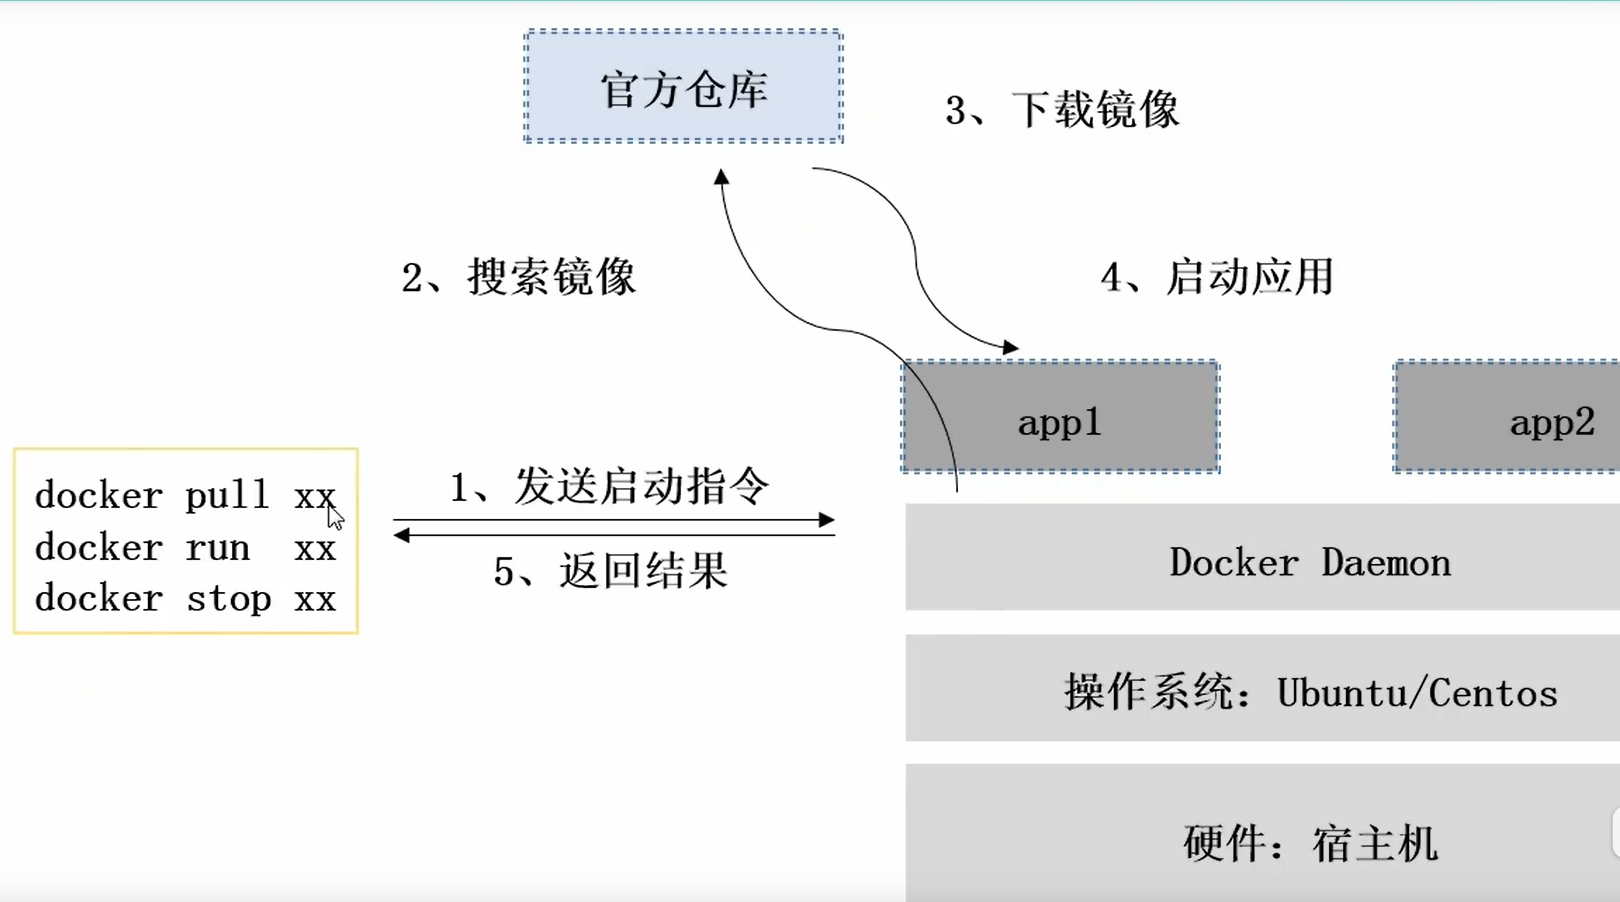 官方仓库
3、下载镜像
2、搜索镜像
4、启动应用
app1
app2
docker pull xx
docker run xx
docker stop xx
1、发送启动指令
5、返回结果
Docker Daemon
操作系统：Ubuntu/Centos
硬件：宿主机